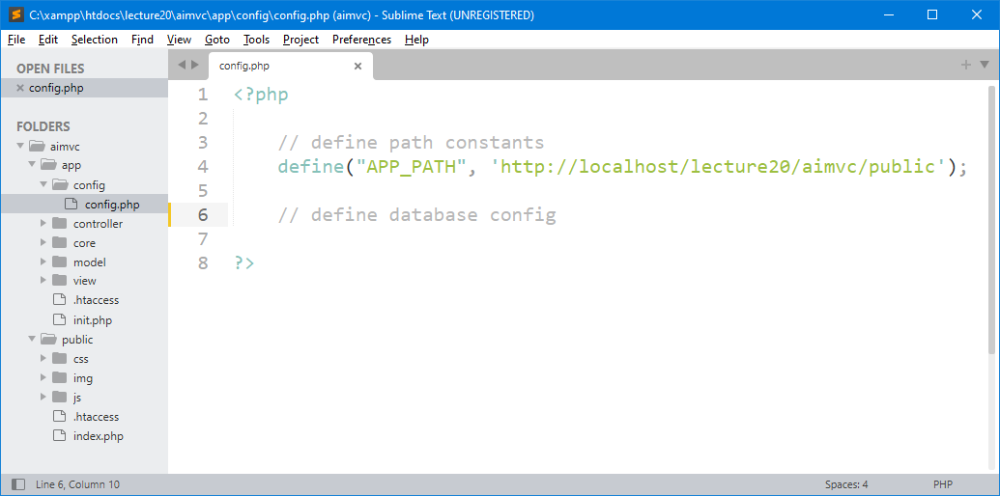 C:\xampp\htdocs\lecture20\aimvc\app\config\config.php (aimvc) - Sublime Text (UNREGISTERED)
File Edit Selection Find View Goto Tools Project Preferences Help
OPEN FILES
config.php
FOLDERS
aimvc
app
config
config.php
controller
core
model
view
.htaccess
init.php
public
css
img
js
.htaccess
index.php
config.php
1 <?php
2
3 // define path constants
4 define("APP_PATH", 'http://localhost/lecture20/aimvc/public');
5
6 // define database config
7
8 ?>
Line 6, Column 10 Spaces: 4 PHP